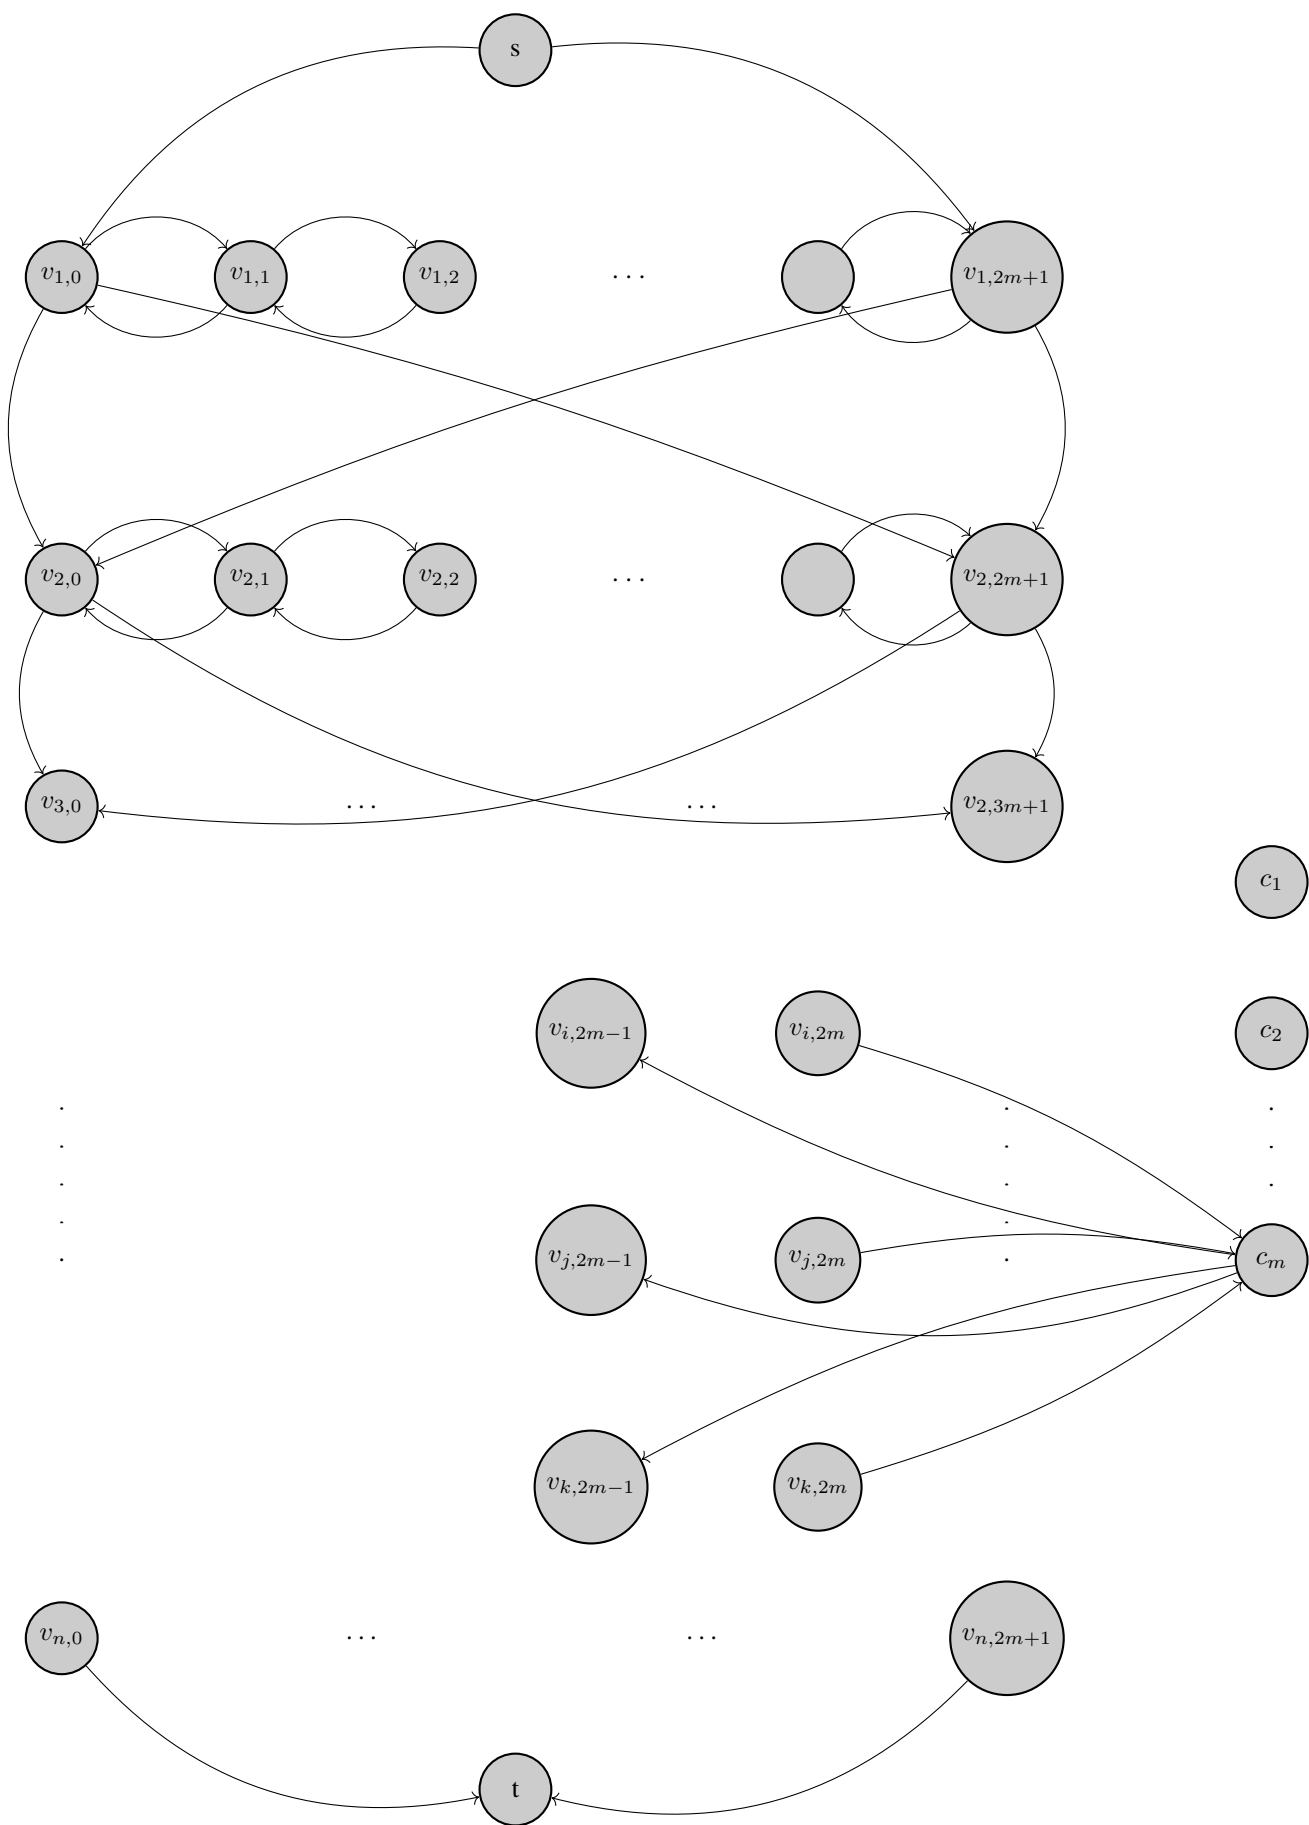 s
v_{1,0} v_{1,1} v_{1,2} ... v_{1,2m+1}
v_{2,0} v_{2,1} v_{2,2} ... v_{2,2m+1}
v_{3,0} ... ... v_{2,3m+1}
c_1
v_{i,2m-1} v_{i,2m} c_2
v_{j,2m-1} v_{j,2m} c_m
v_{k,2m-1} v_{k,2m}
v_{n,0} ... ... v_{n,2m+1}
t